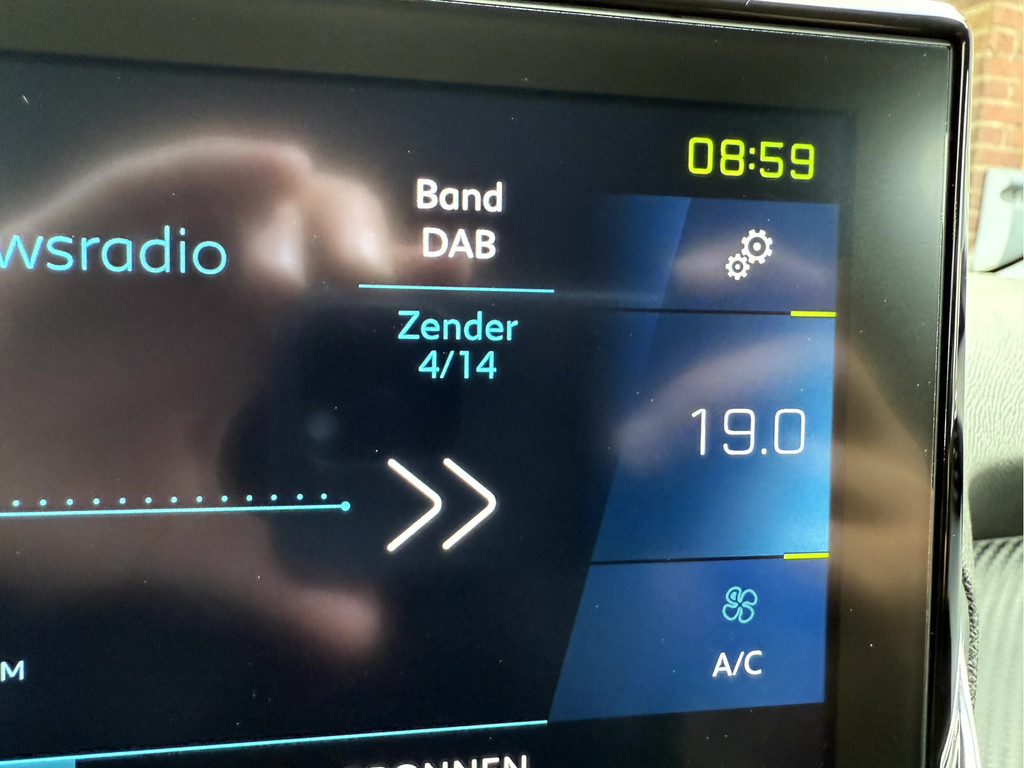 08:59
Band
DAB
wsradio
Zender
4/14
19.0
A/C
M